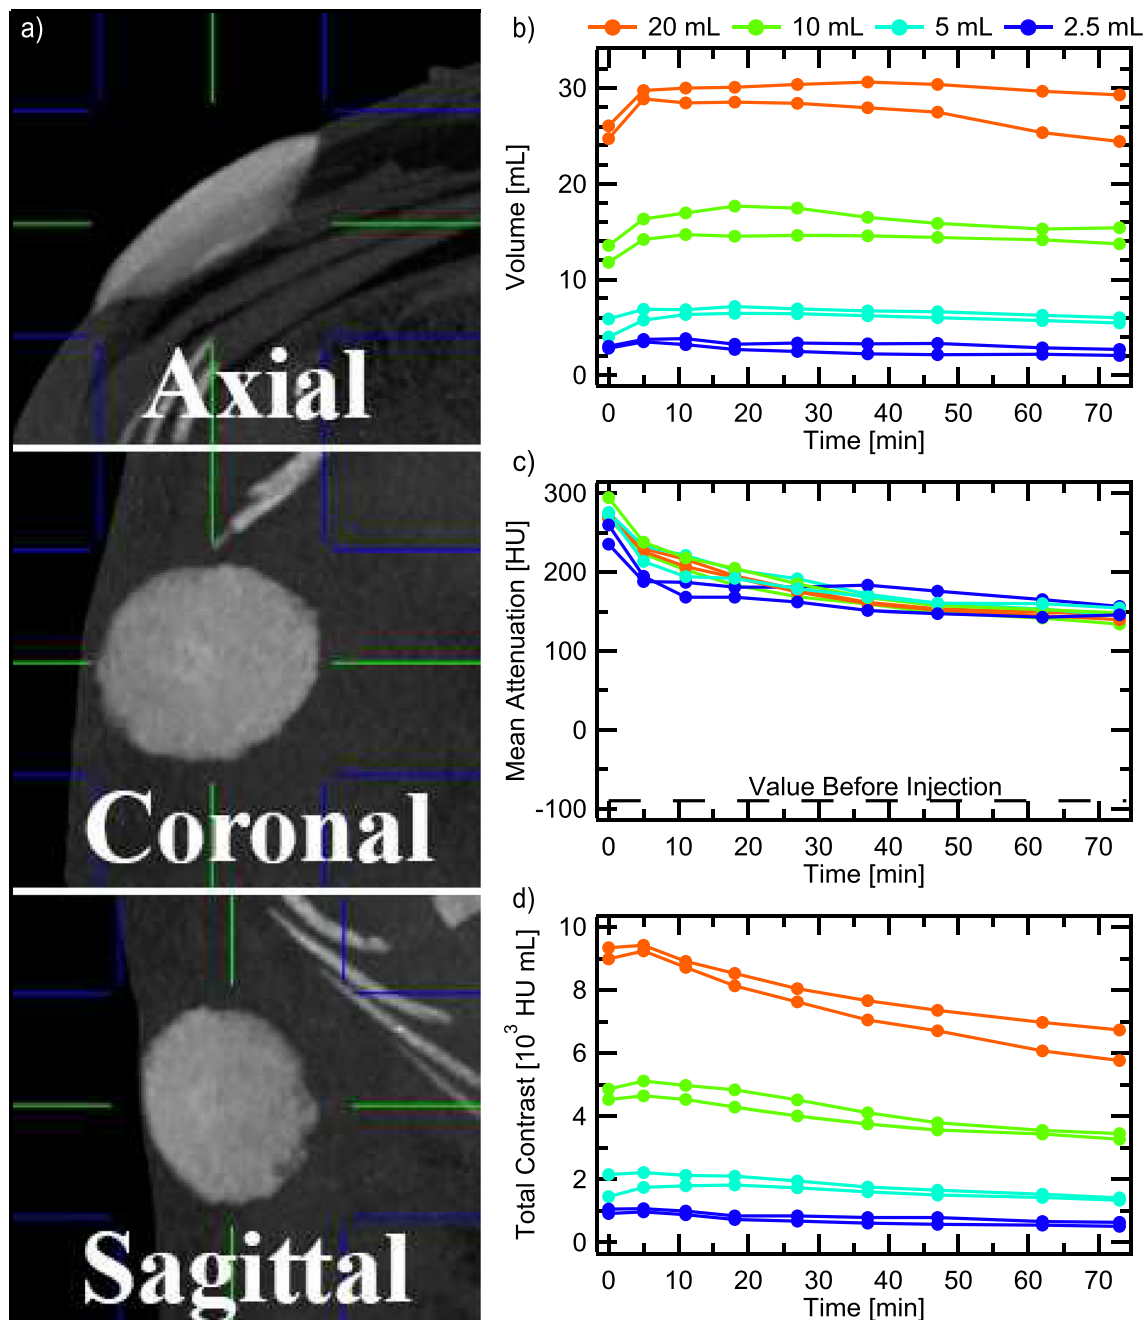 a)
Axial
Coronal
Sagittal
b)
20 mL 10 mL 5 mL 2.5 mL
Volume [mL]
30
20
10
0
0 10 20 30 40 50 60 70
Time [min]
c)
Mean Attenuation [HU]
300
200
100
0
-100
Value Before Injection
0 10 20 30 40 50 60 70
Time [min]
d)
Total Contrast [10³ HU mL]
10
8
6
4
2
0
0 10 20 30 40 50 60 70
Time [min]